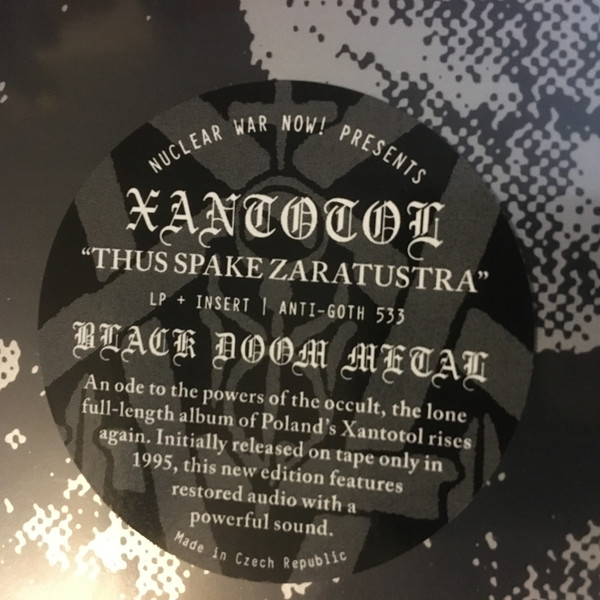 NUCLEAR WAR NOW! PRESENTS
XANTOTOL
“THUS SPAKE ZARATUSTRA”
LP + INSERT | ANTI-GOTH 533
BLACK DOOM METAL
An ode to the powers of the occult, the lone
full-length album of Poland’s Xantotol rises
again. Initially released on tape only in
1995, this new edition features
restored audio with a
powerful sound.
Made in Czech Republic